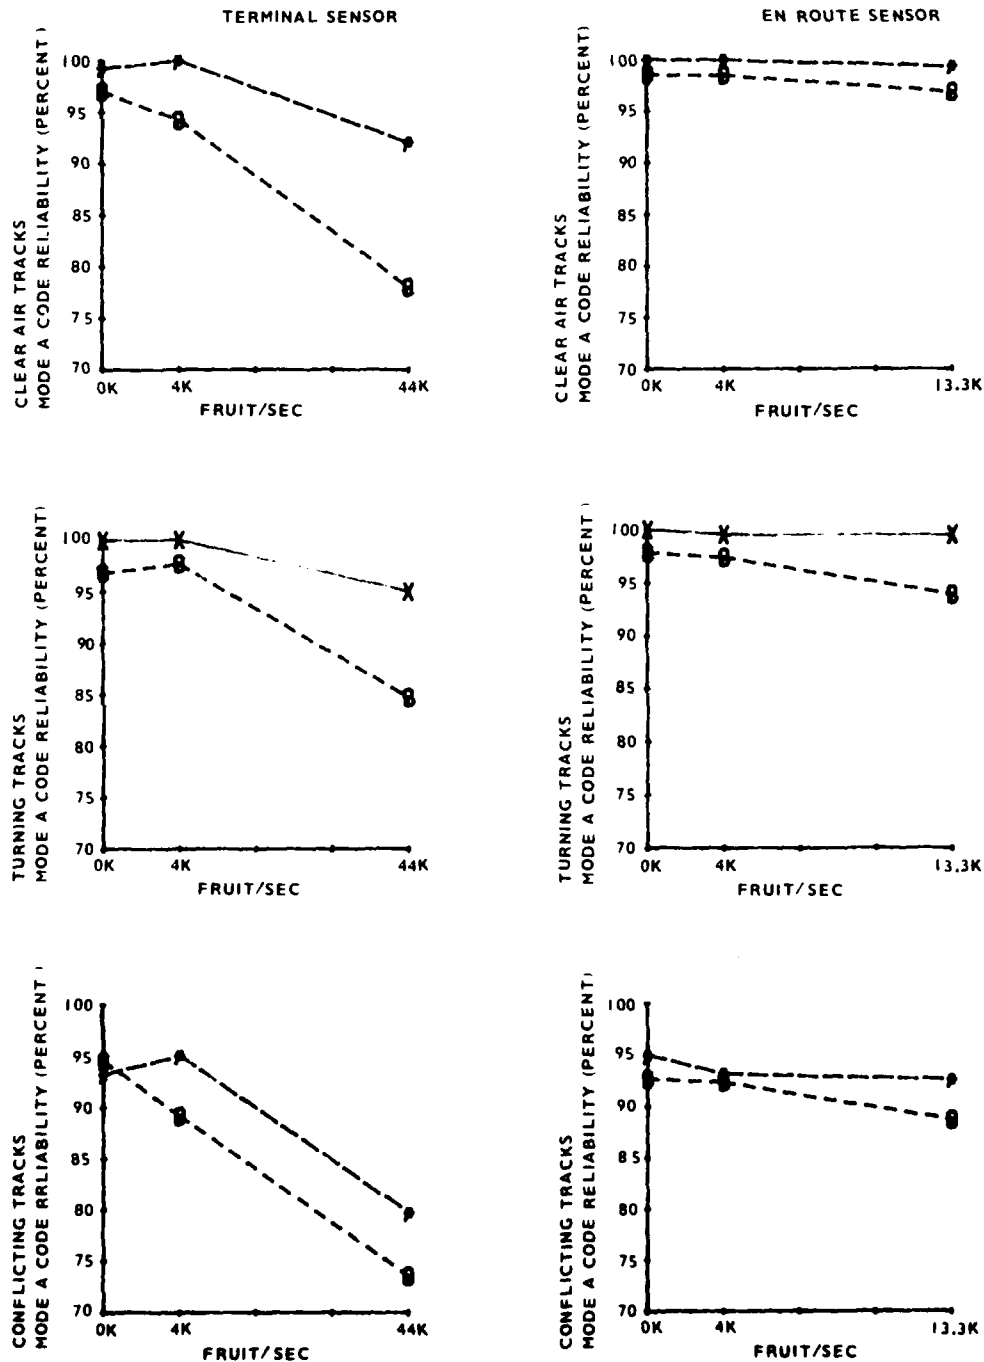 TERMINAL SENSOR
EN ROUTE SENSOR
CLEAR AIR TRACKS
MODE A CODE RELIABILITY (PERCENT)
100
95
90
85
80
75
70
0K 4K 44K
FRUIT/SEC
CLEAR AIR TRACKS
MODE A CODE RELIABILITY (PERCENT)
100
95
90
85
80
75
70
0K 4K 13.3K
FRUIT/SEC
TURNING TRACKS
MODE A CODE RELIABILITY (PERCENT)
100
95
90
85
80
75
70
0K 4K 44K
FRUIT/SEC
TURNING TRACKS
MODE A CODE RELIABILITY (PERCENT)
100
95
90
85
80
75
70
0K 4K 13.3K
FRUIT/SEC
CONFLICTING TRACKS
MODE A CODE RRLIABILITY (PERCENT)
100
95
90
85
80
75
70
0K 4K 44K
FRUIT/SEC
CONFLICTING TRACKS
MODE A CODE RELIABILITY (PERCENT)
100
95
90
85
80
75
70
0K 4K 13.3K
FRUIT/SEC